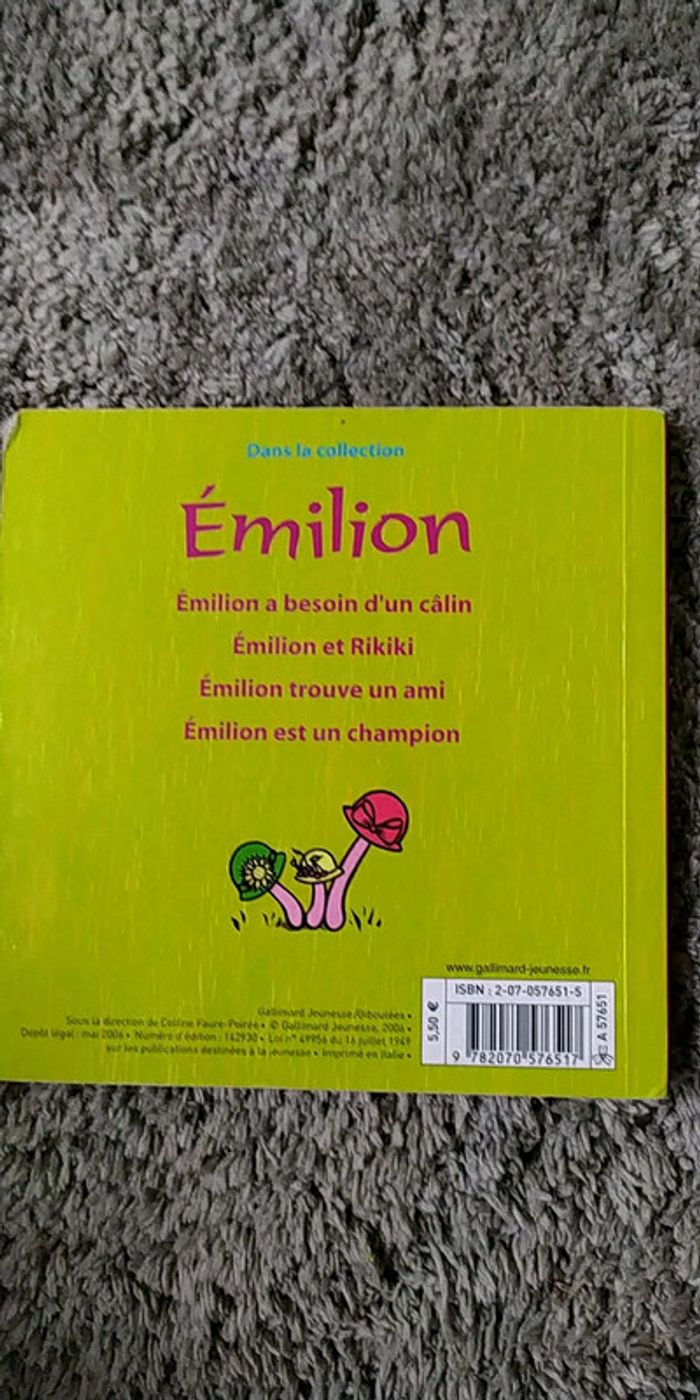 Dans la collection
Émilion
Émilion a besoin d'un câlin
Émilion et Rikiki
Émilion trouve un ami
Émilion est un champion
www.gallimard-jeunesse.fr
ISBN : 2-07-057651-5
5,50 €
A 57651
9 782070 576517
Gallimard Jeunesse/Giboulées •
Sous la direction de Colline Faure-Poirée • © Gallimard Jeunesse, 2006 •
Dépôt légal : mai 2006 • Numéro d'édition : 142930 • Loi n° 49956 du 16 juillet 1949
sur les publications destinées à la jeunesse • Imprimé en Italie •